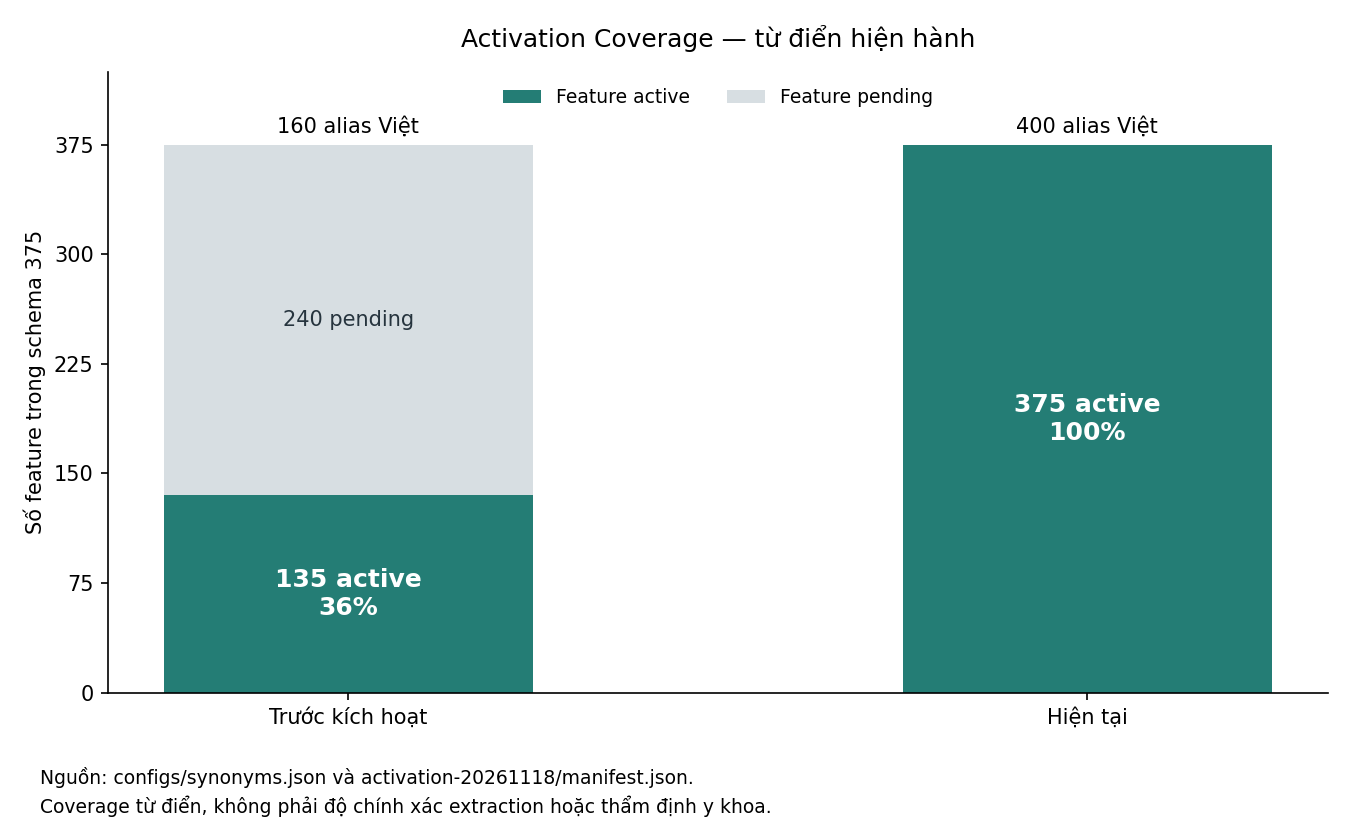 Activation Coverage — từ điển hiện hành
Feature active
Feature pending
160 alias Việt
400 alias Việt
Số feature trong schema 375
375
300
225
150
75
0
240 pending
135 active
36%
375 active
100%
Trước kích hoạt
Hiện tại
Nguồn: configs/synonyms.json và activation-20261118/manifest.json.
Coverage từ điển, không phải độ chính xác extraction hoặc thẩm định y khoa.